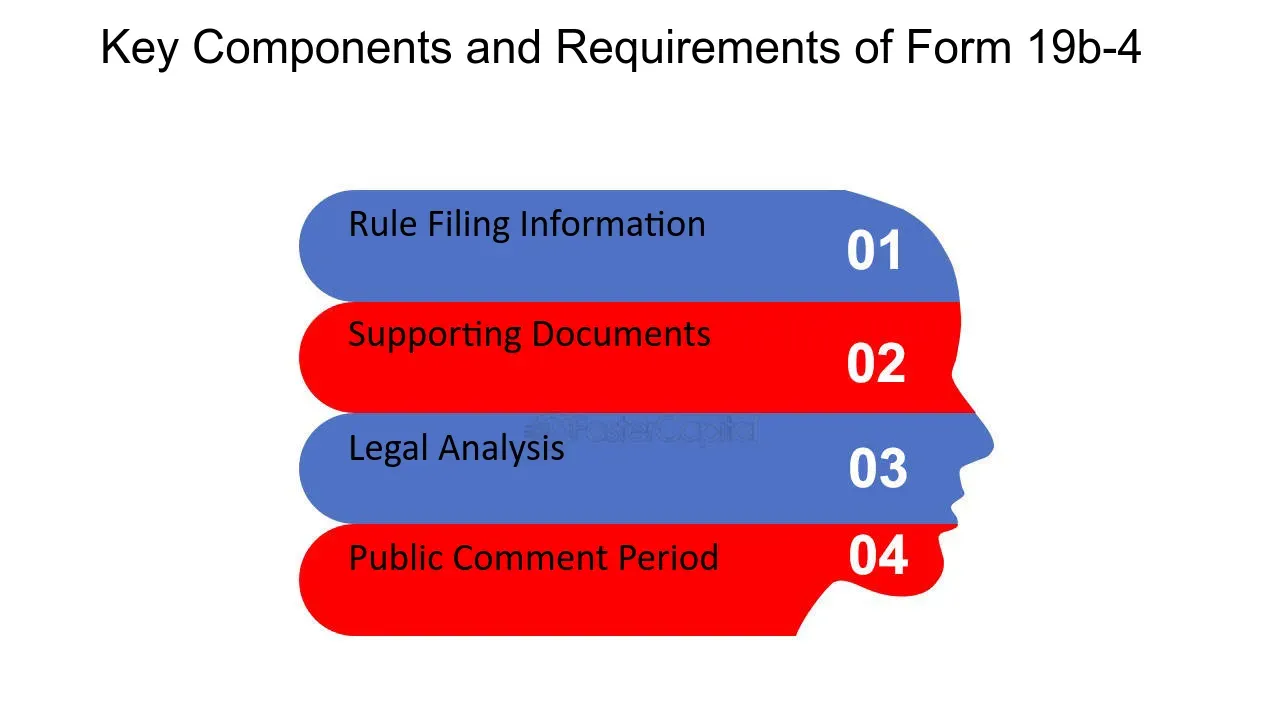 Key Components and Requirements of Form 19b-4
Rule Filing Information
01
Supporting Documents
02
FasterCapital
Legal Analysis
03
Public Comment Period
04